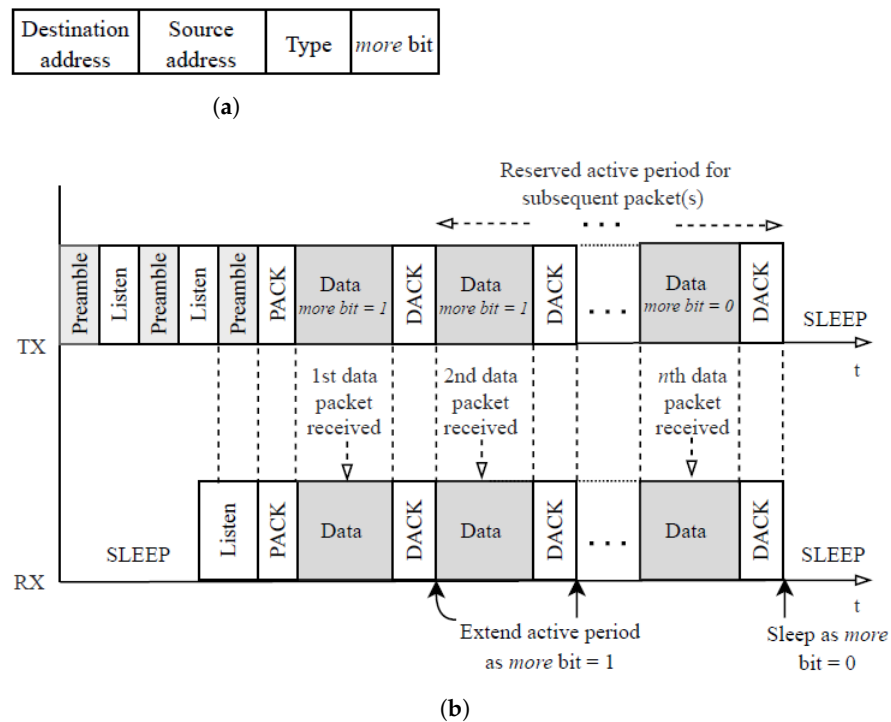 Destination address
Source address
Type
more bit
(a)
Reserved active period for
subsequent packet(s)
Preamble
Listen
Preamble
Listen
Preamble
PACK
Data
more bit = 1
DACK
Data
more bit = 1
DACK
. . .
Data
more bit = 0
DACK
SLEEP
TX
t
1st data
packet
received
2nd data
packet
received
nth data
packet
received
SLEEP
Listen
PACK
Data
DACK
Data
DACK
. . .
Data
DACK
SLEEP
RX
t
Extend active period
as more bit = 1
Sleep as more
bit = 0
(b)